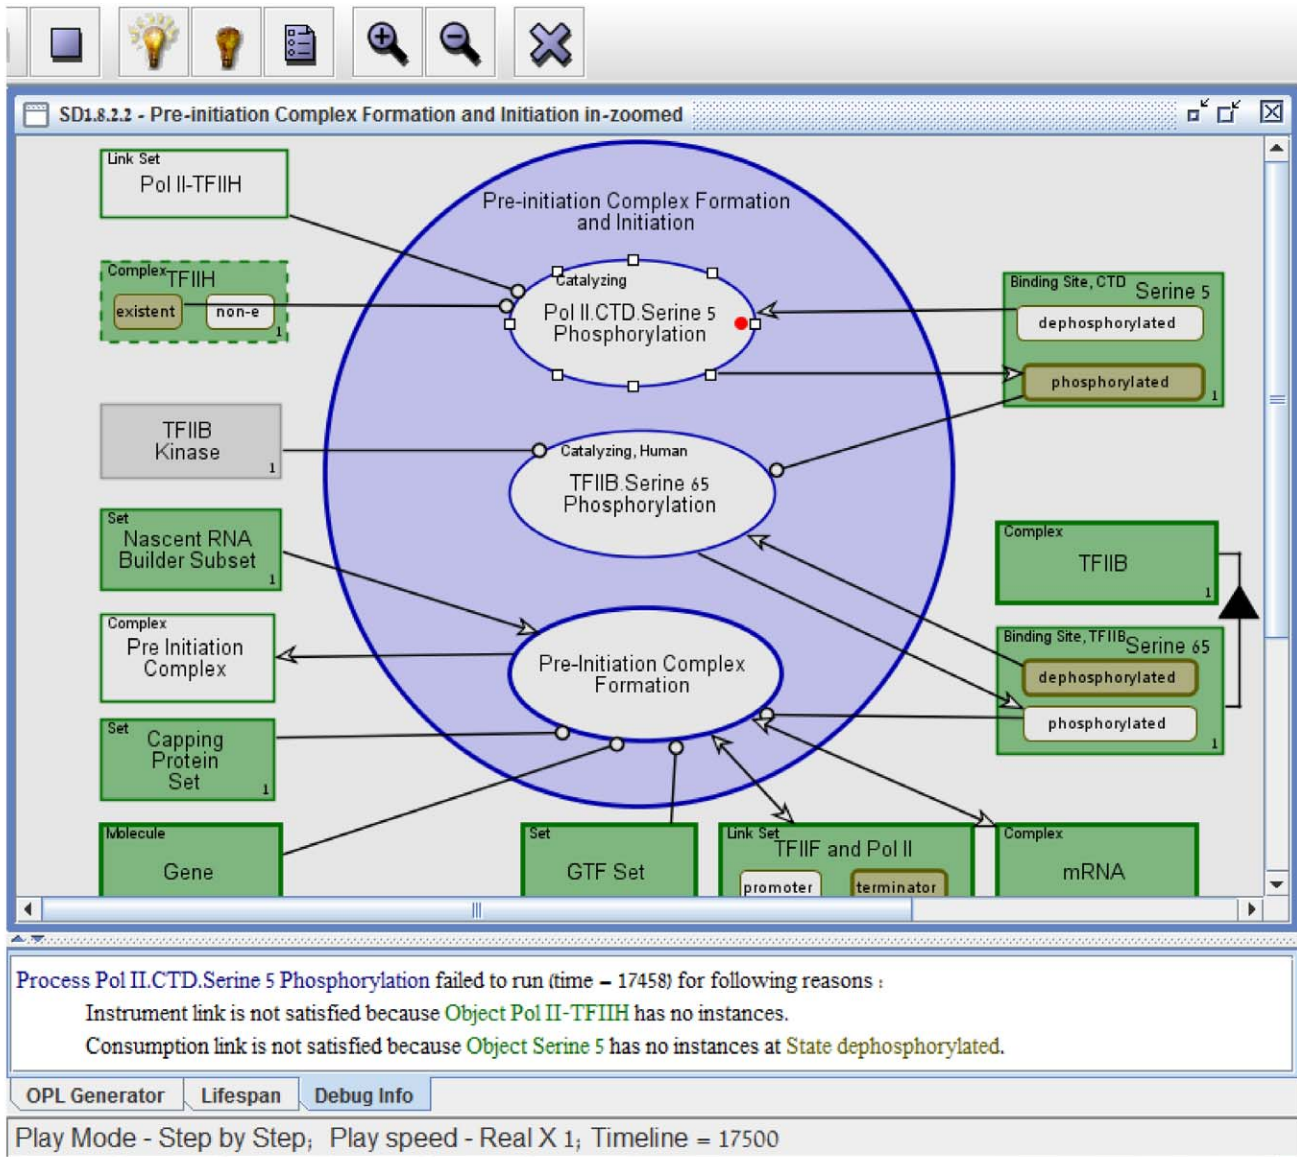 SD1.8.2.2 - Pre-initiation Complex Formation and Initiation in-zoomed
Link Set
Pol II-TFIIH
Pre-initiation Complex Formation
and Initiation
Complex
TFIIH
existent
non-e
1
Catalyzing
Pol II.CTD.Serine 5
Phosphorylation
Binding Site, CTD
Serine 5
dephosphorylated
phosphorylated
1
TFIIB
Kinase
1
Catalyzing, Human
TFIIB.Serine 65
Phosphorylation
Set
Nascent RNA
Builder Subset
1
Complex
TFIIB
1
Complex
Pre Initiation
Complex
Pre-Initiation Complex
Formation
Binding Site, TFIIB
Serine 65
dephosphorylated
phosphorylated
1
Set
Capping
Protein
Set
1
Molecule
Gene
Set
GTF Set
Link Set
TFIIF and Pol II
promoter
terminator
Complex
mRNA
Process Pol II.CTD.Serine 5 Phosphorylation failed to run (time – 17458) for following reasons :
Instrument link is not satisfied because Object Pol II-TFIIH has no instances.
Consumption link is not satisfied because Object Serine 5 has no instances at State dephosphorylated.
OPL Generator
Lifespan
Debug Info
Play Mode - Step by Step; Play speed - Real X 1; Timeline = 17500